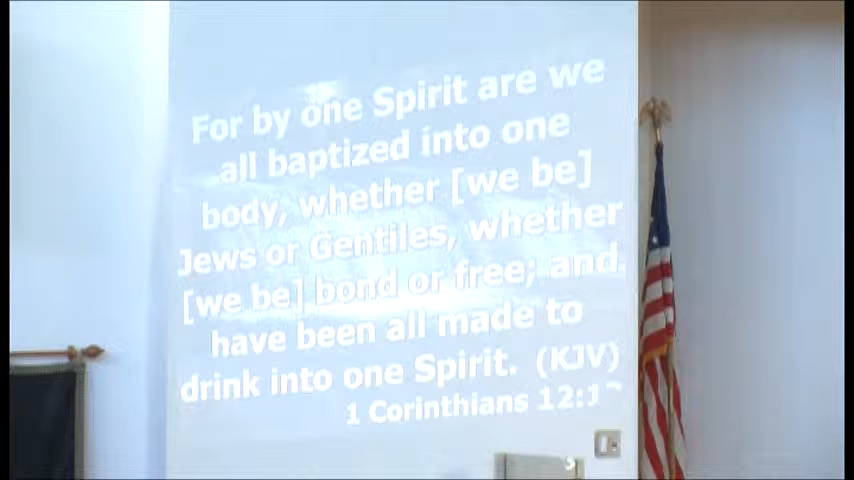 For by one Spirit are we
all baptized into one
body, whether [we be]
Jews or Gentiles, whether
[we be] bond or free; and
have been all made to
drink into one Spirit. (KJV)
1 Corinthians